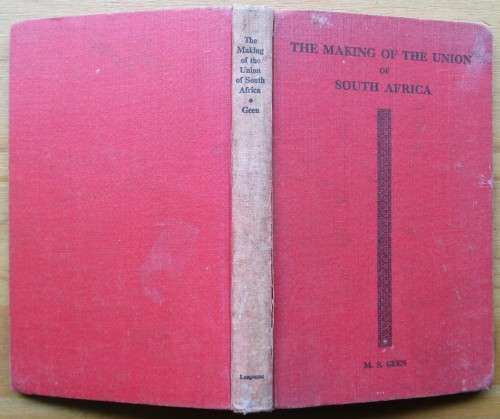 The
Making
of the
Union
of South
Africa
Geen
Longmans
THE MAKING OF THE UNION
OF
SOUTH AFRICA
M. S. GEEN